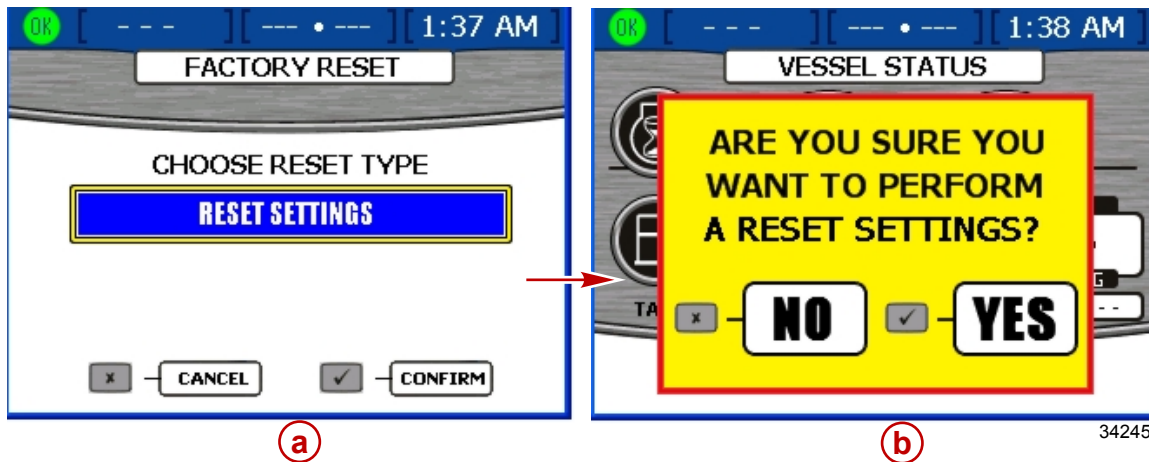 OK [ - - - ][ --- • --- ][ 1:37 AM ]
FACTORY RESET
CHOOSE RESET TYPE
RESET SETTINGS
x - CANCEL ✓ - CONFIRM
a
OK [ - - - ][ --- • --- ][ 1:38 AM ]
VESSEL STATUS
ARE YOU SURE YOU
WANT TO PERFORM
A RESET SETTINGS?
TA
G
- -
x - NO ✓ - YES
b
34245